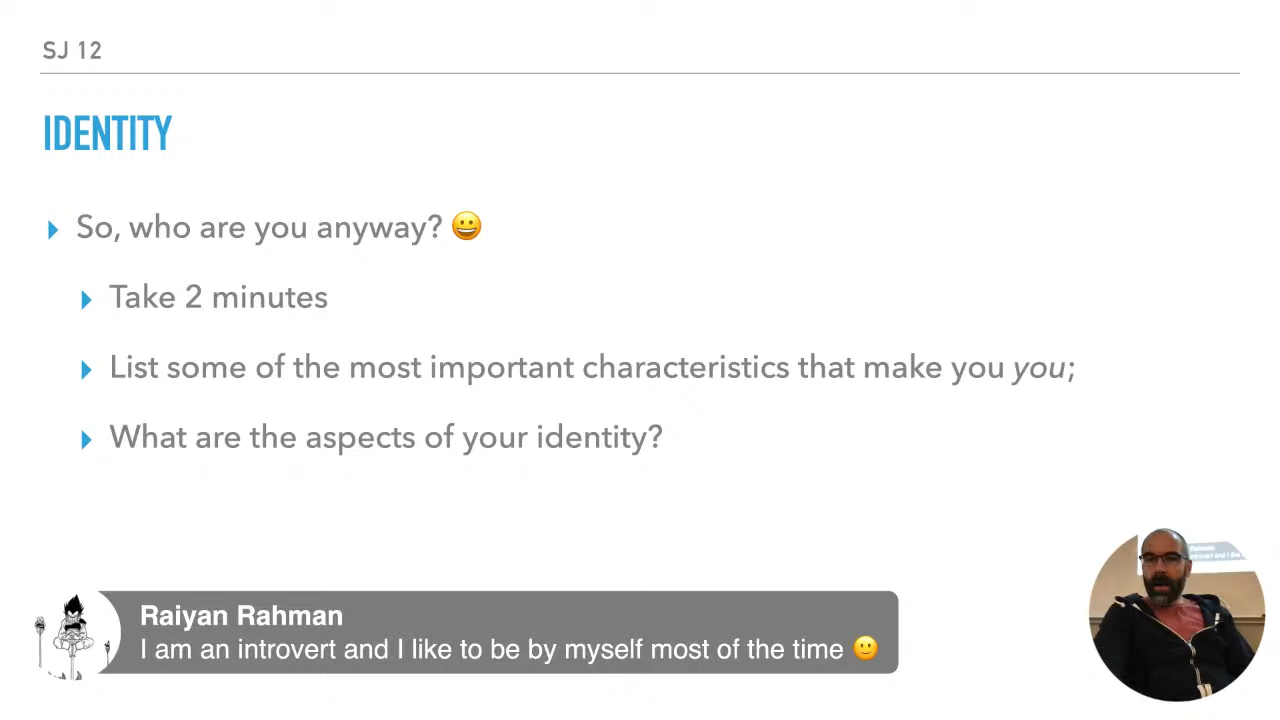 SJ 12
IDENTITY
So, who are you anyway? 😀
Take 2 minutes
List some of the most important characteristics that make you you;
What are the aspects of your identity?
Raiyan Rahman
I am an introvert and I like to be by myself most of the time 🙂